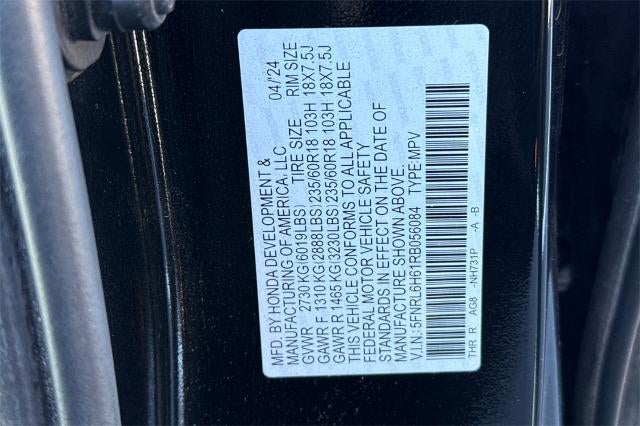 MFD. BY HONDA DEVELOPMENT & 04/'24
MANUFACTURING OF AMERICA, LLC
TIRE SIZE RIM SIZE
GVWR 2730 KG(6019LBS)
GAWR F 1310 KG(2888LBS) 235/60R18 103H 18X7.5J
GAWR R 1465 KG(3230LBS) 235/60R18 103H 18X7.5J
THIS VEHICLE CONFORMS TO ALL APPLICABLE
FEDERAL MOTOR VEHICLE SAFETY
STANDARDS IN EFFECT ON THE DATE OF
MANUFACTURE SHOWN ABOVE.
V.I.N.: 5FNRL6H61RB056084 TYPE: MPV
THR R AG8 -NH731P -A -B